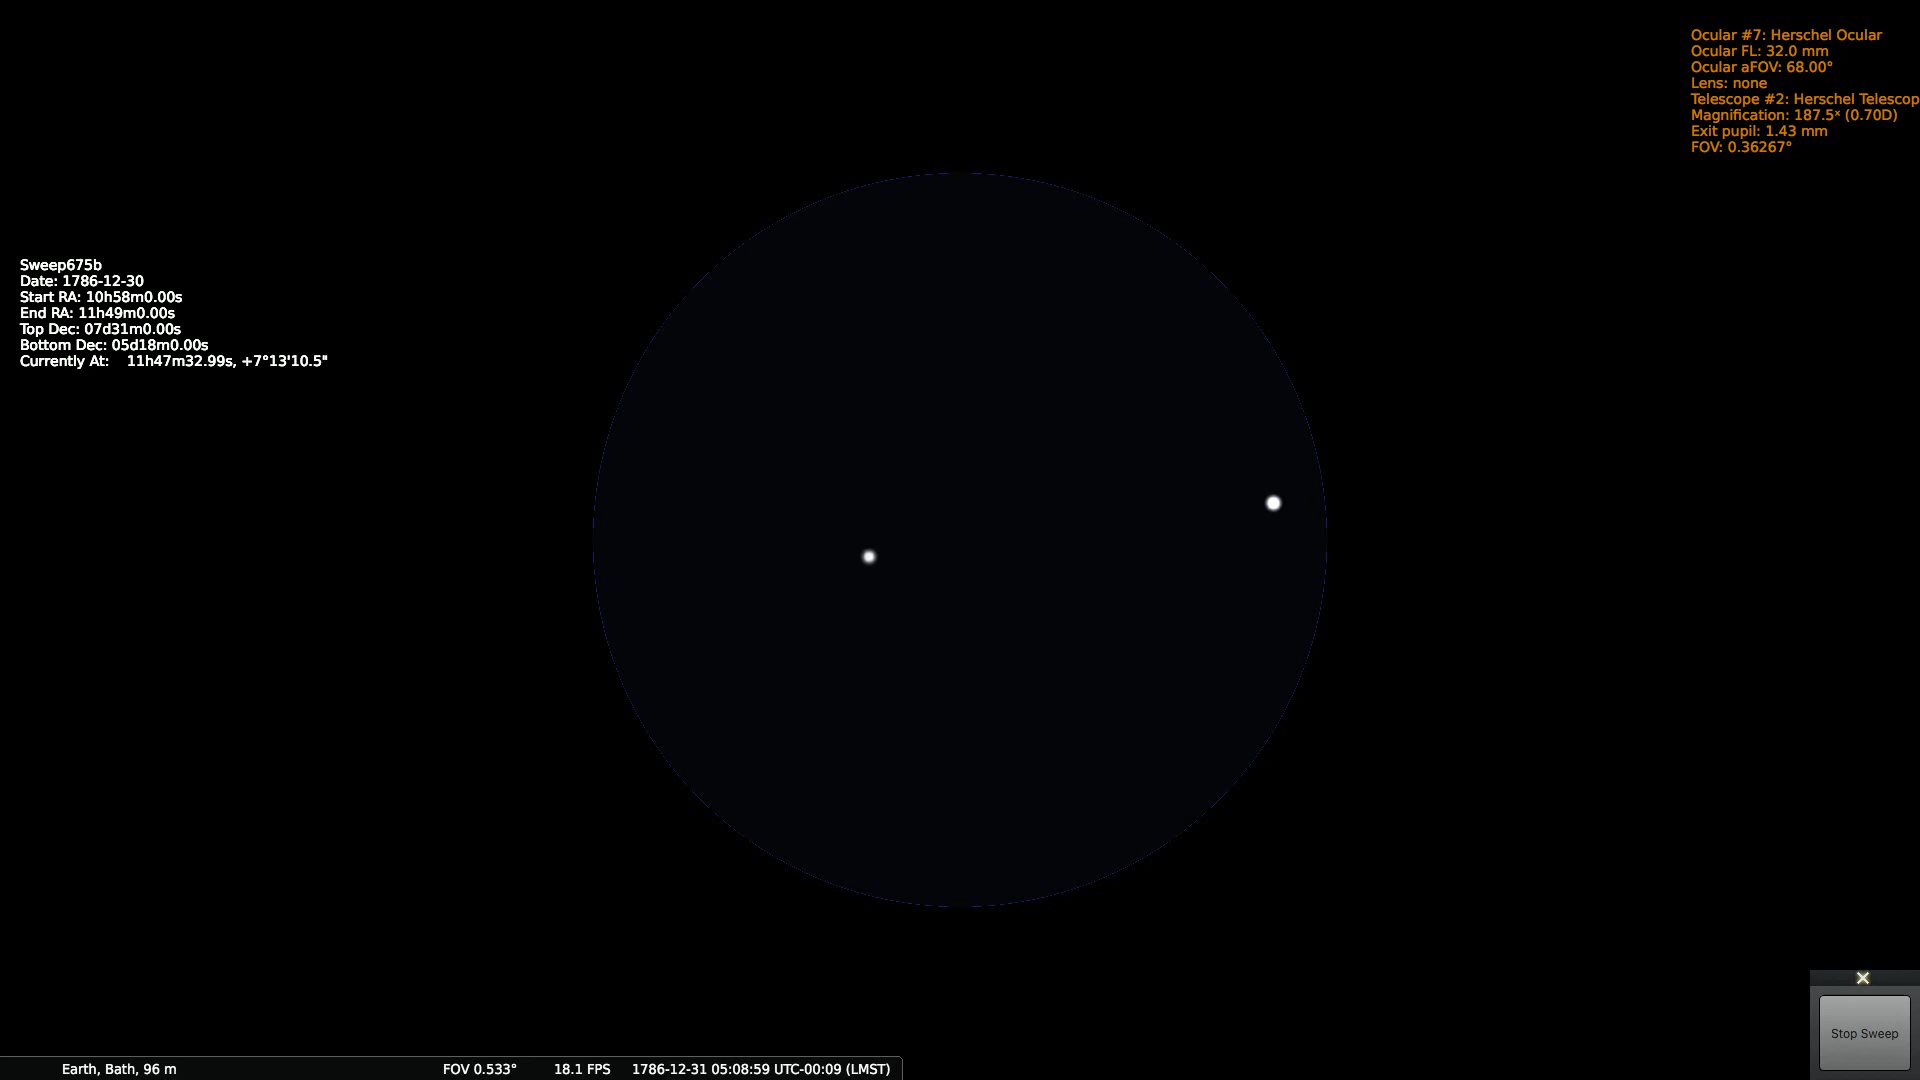 Ocular #7: Herschel Ocular
Ocular FL: 32.0 mm
Ocular aFOV: 68.00°
Lens: none
Telescope #2: Herschel Telescop
Magnification: 187.5ˣ (0.70D)
Exit pupil: 1.43 mm
FOV: 0.36267°
Sweep675b
Date: 1786-12-30
Start RA: 10h58m0.00s
End RA: 11h49m0.00s
Top Dec: 07d31m0.00s
Bottom Dec: 05d18m0.00s
Currently At: 11h47m32.99s, +7°13'10.5"
Stop Sweep
Earth, Bath, 96 m FOV 0.533° 18.1 FPS 1786-12-31 05:08:59 UTC-00:09 (LMST)